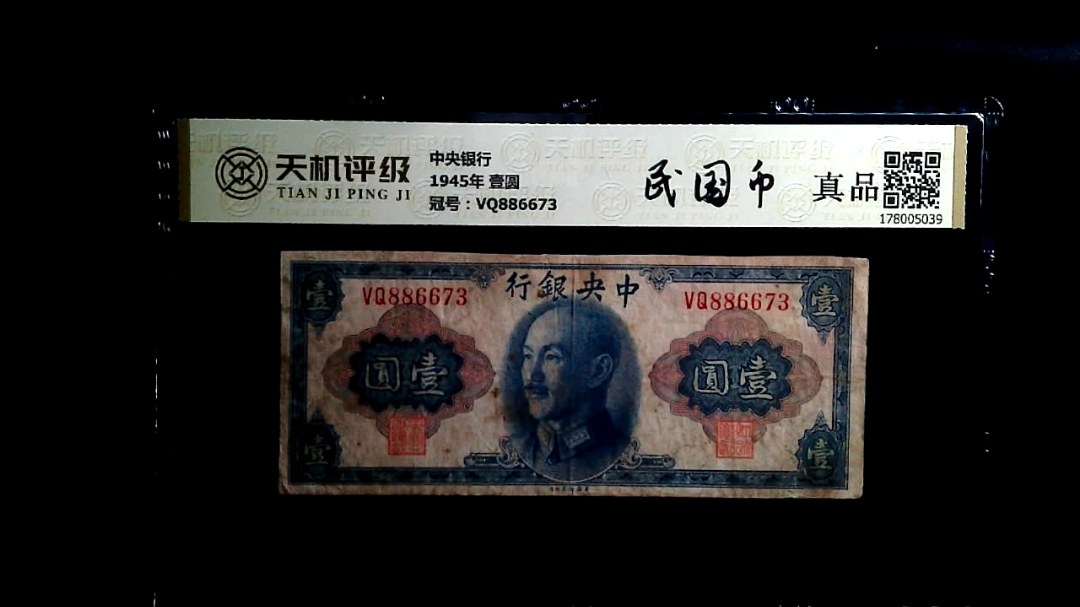 天机评级
TIAN JI PING JI
中央银行
1945年 壹圆
冠号：VQ886673
民国币
真品
178005039
行銀央中
VQ886673
VQ886673
壹
壹
圓壹
圓壹
壹
壹